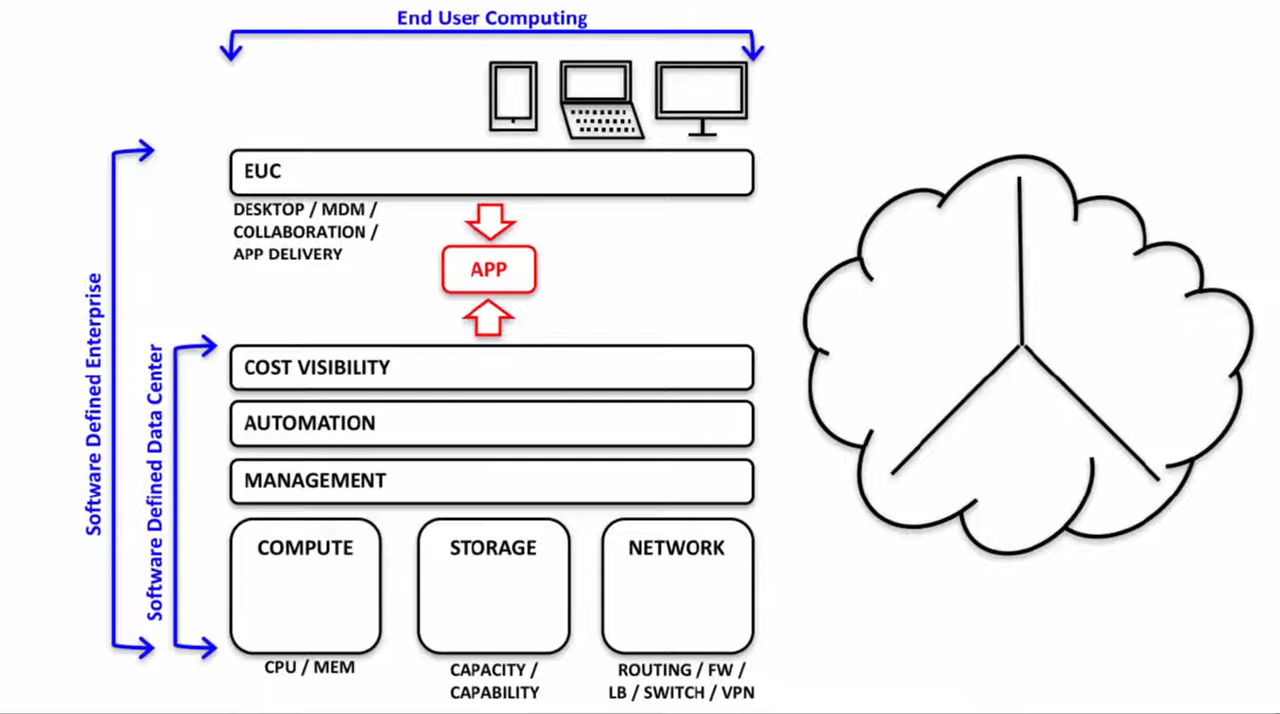 End User Computing
EUC
DESKTOP / MDM /
COLLABORATION /
APP DELIVERY
APP
Software Defined Enterprise
Software Defined Data Center
COST VISIBILITY
AUTOMATION
MANAGEMENT
COMPUTE
STORAGE
NETWORK
CPU / MEM
CAPACITY /
CAPABILITY
ROUTING / FW /
LB / SWITCH / VPN